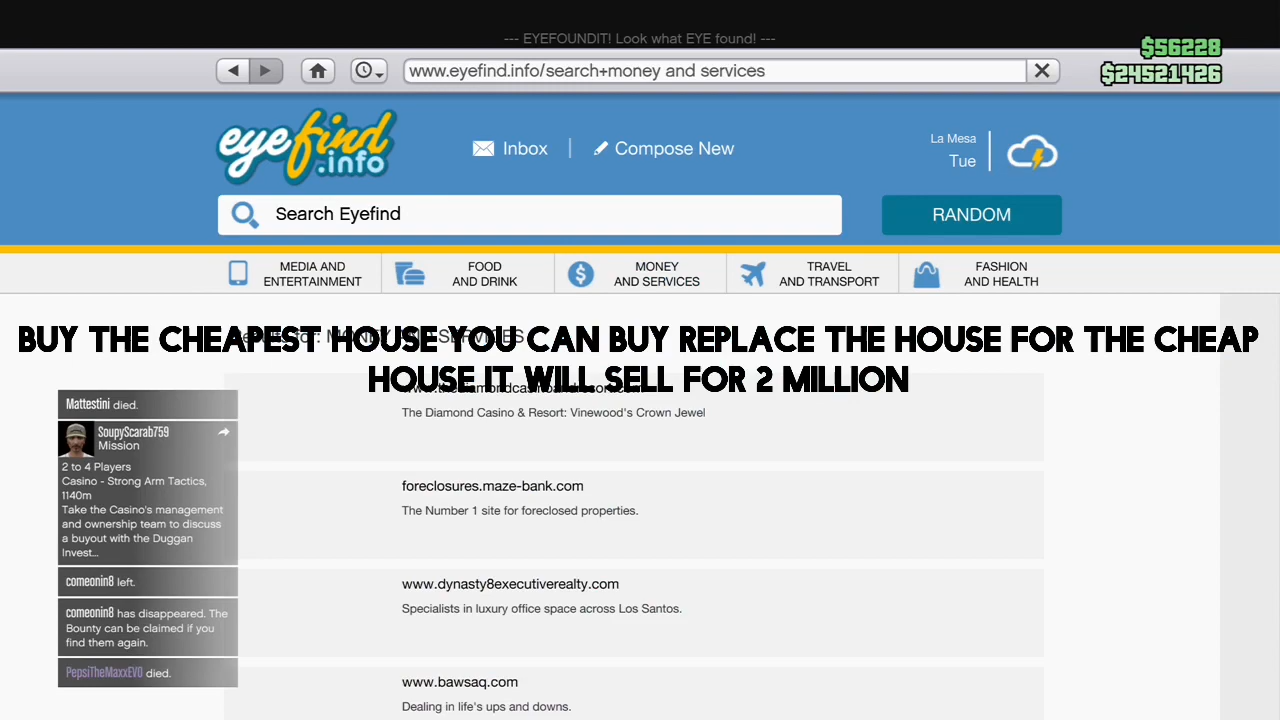 --- EYEFOUNDIT! Look what EYE found! ---
$56228
www.eyefind.info/search+money and services
$24521426
eyefind.info
Inbox
Compose New
La Mesa
Tue
Search Eyefind
RANDOM
MEDIA AND
ENTERTAINMENT
FOOD
AND DRINK
MONEY
AND SERVICES
TRAVEL
AND TRANSPORT
FASHION
AND HEALTH
MONEY AND SERVICES
BUY THE CHEAPEST HOUSE YOU CAN BUY REPLACE THE HOUSE FOR THE CHEAP
HOUSE IT WILL SELL FOR 2 MILLION
www.thediamondcasinoandresort.com
The Diamond Casino & Resort: Vinewood's Crown Jewel
foreclosures.maze-bank.com
The Number 1 site for foreclosed properties.
www.dynasty8executiverealty.com
Specialists in luxury office space across Los Santos.
www.bawsaq.com
Dealing in life's ups and downs.
Mattestini died.
SoupyScarab759
Mission
2 to 4 Players
Casino - Strong Arm Tactics,
1140m
Take the Casino's management
and ownership team to discuss
a buyout with the Duggan
Invest...
comeonin8 left.
comeonin8 has disappeared. The
Bounty can be claimed if you
find them again.
PepsiTheMaxxEVO died.